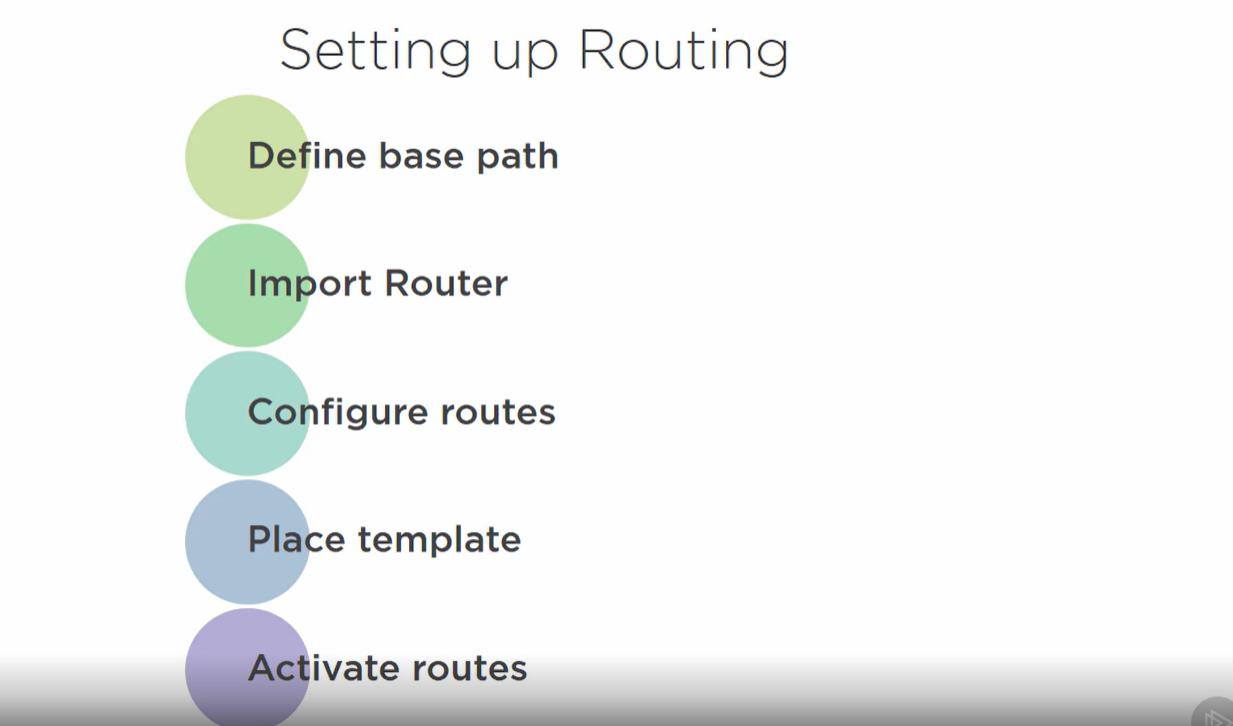 Setting up Routing
Define base path
Import Router
Configure routes
Place template
Activate routes